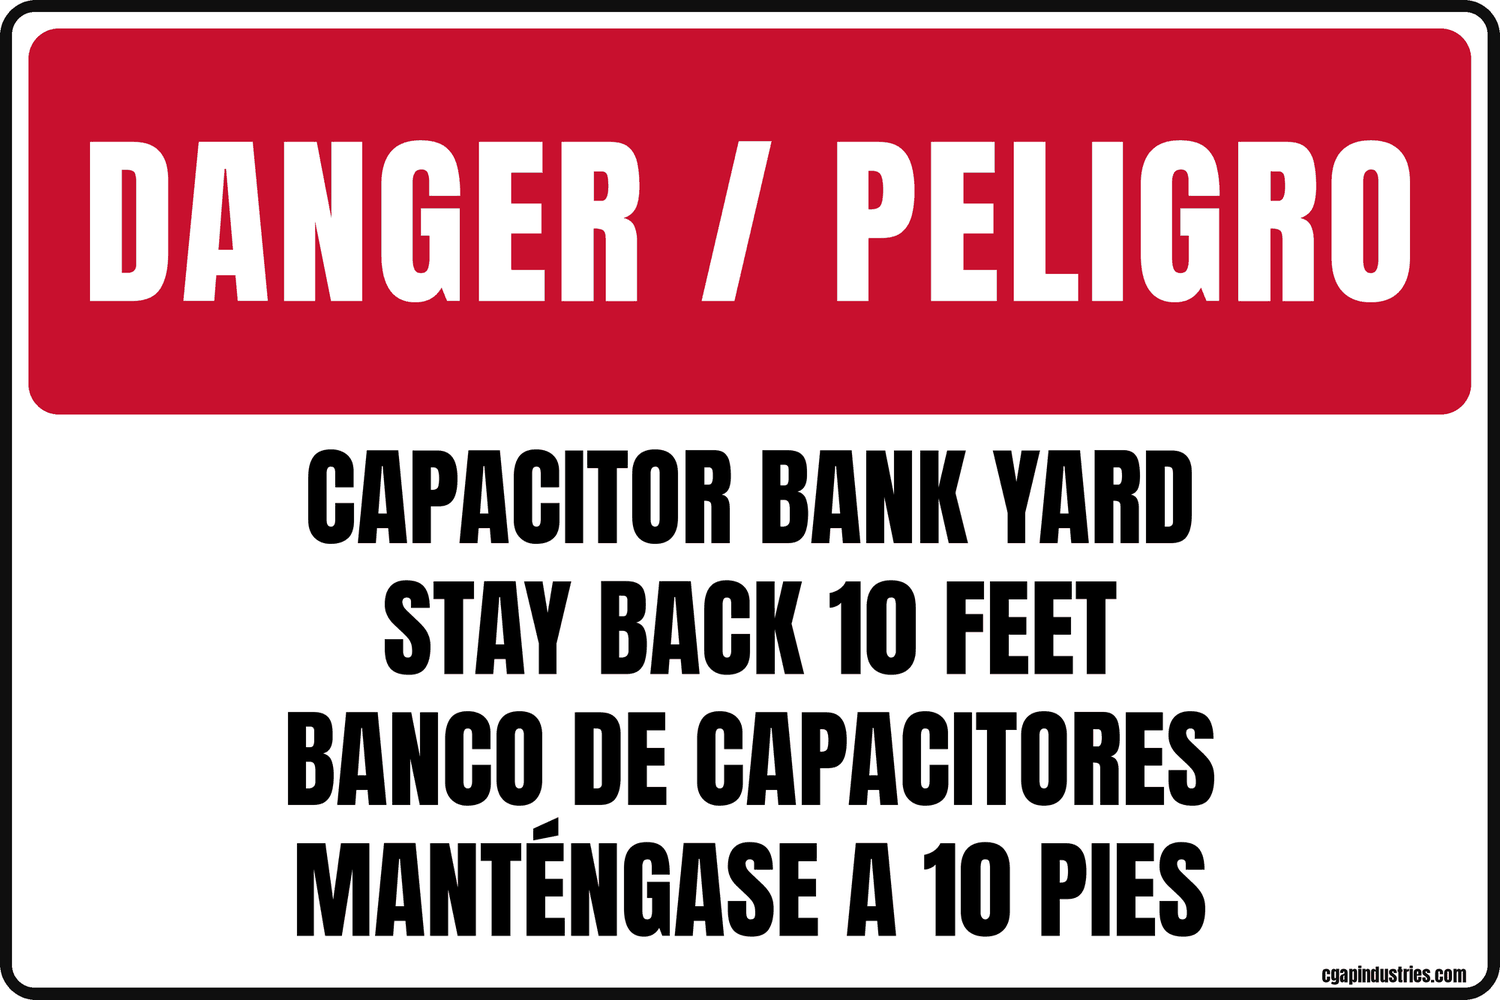 DANGER / PELIGRO
CAPACITOR BANK YARD
STAY BACK 10 FEET
BANCO DE CAPACITORES
MANTÉNGASE A 10 PIES
cgapindustries.com